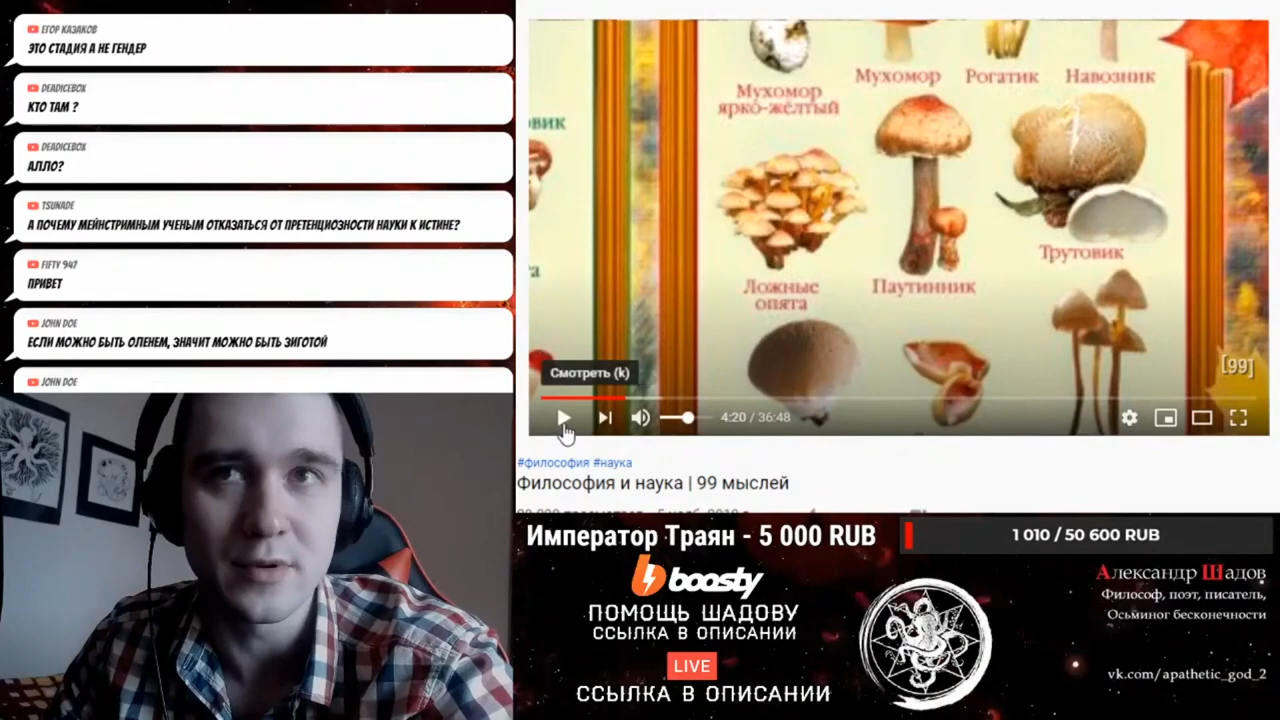 ЕГОР КАЗАКОВ
ЭТО СТАДИЯ А НЕ ГЕНДЕР
DEADICEBOX
КТО ТАМ ?
DEADICEBOX
АЛЛО?
TSUNADE
А ПОЧЕМУ МЕЙНСТРИМНЫМ УЧЕНЫМ ОТКАЗАТЬСЯ ОТ ПРЕТЕНЦИОЗНОСТИ НАУКИ К ИСТИНЕ?
FIFTY 947
ПРИВЕТ
JOHN DOE
ЕСЛИ МОЖНО БЫТЬ ОЛЕНЕМ, ЗНАЧИТ МОЖНО БЫТЬ ЗИГОТОЙ
JOHN DOE
Мухомор
ярко-жёлтый
Мухомор
Рогатик
Навозник
овик
Ложные
опята
Паутинник
Трутовик
Смотреть (k)
[99]
4:20 / 36:48
#философия #наука
Философия и наука | 99 мыслей
Император Траян - 5 000 RUB
1 010 / 50 600 RUB
boosty
ПОМОЩЬ ШАДОВУ
ССЫЛКА В ОПИСАНИИ
LIVE
ССЫЛКА В ОПИСАНИИ
Александр Шадов
Философ, поэт, писатель,
Осьминог бесконечности
vk.com/apathetic_god_2